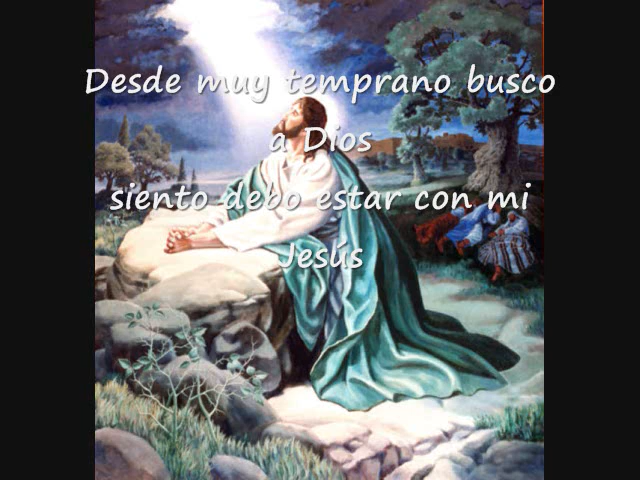 Desde muy temprano busco
a Dios
siento debo estar con mi
Jesús